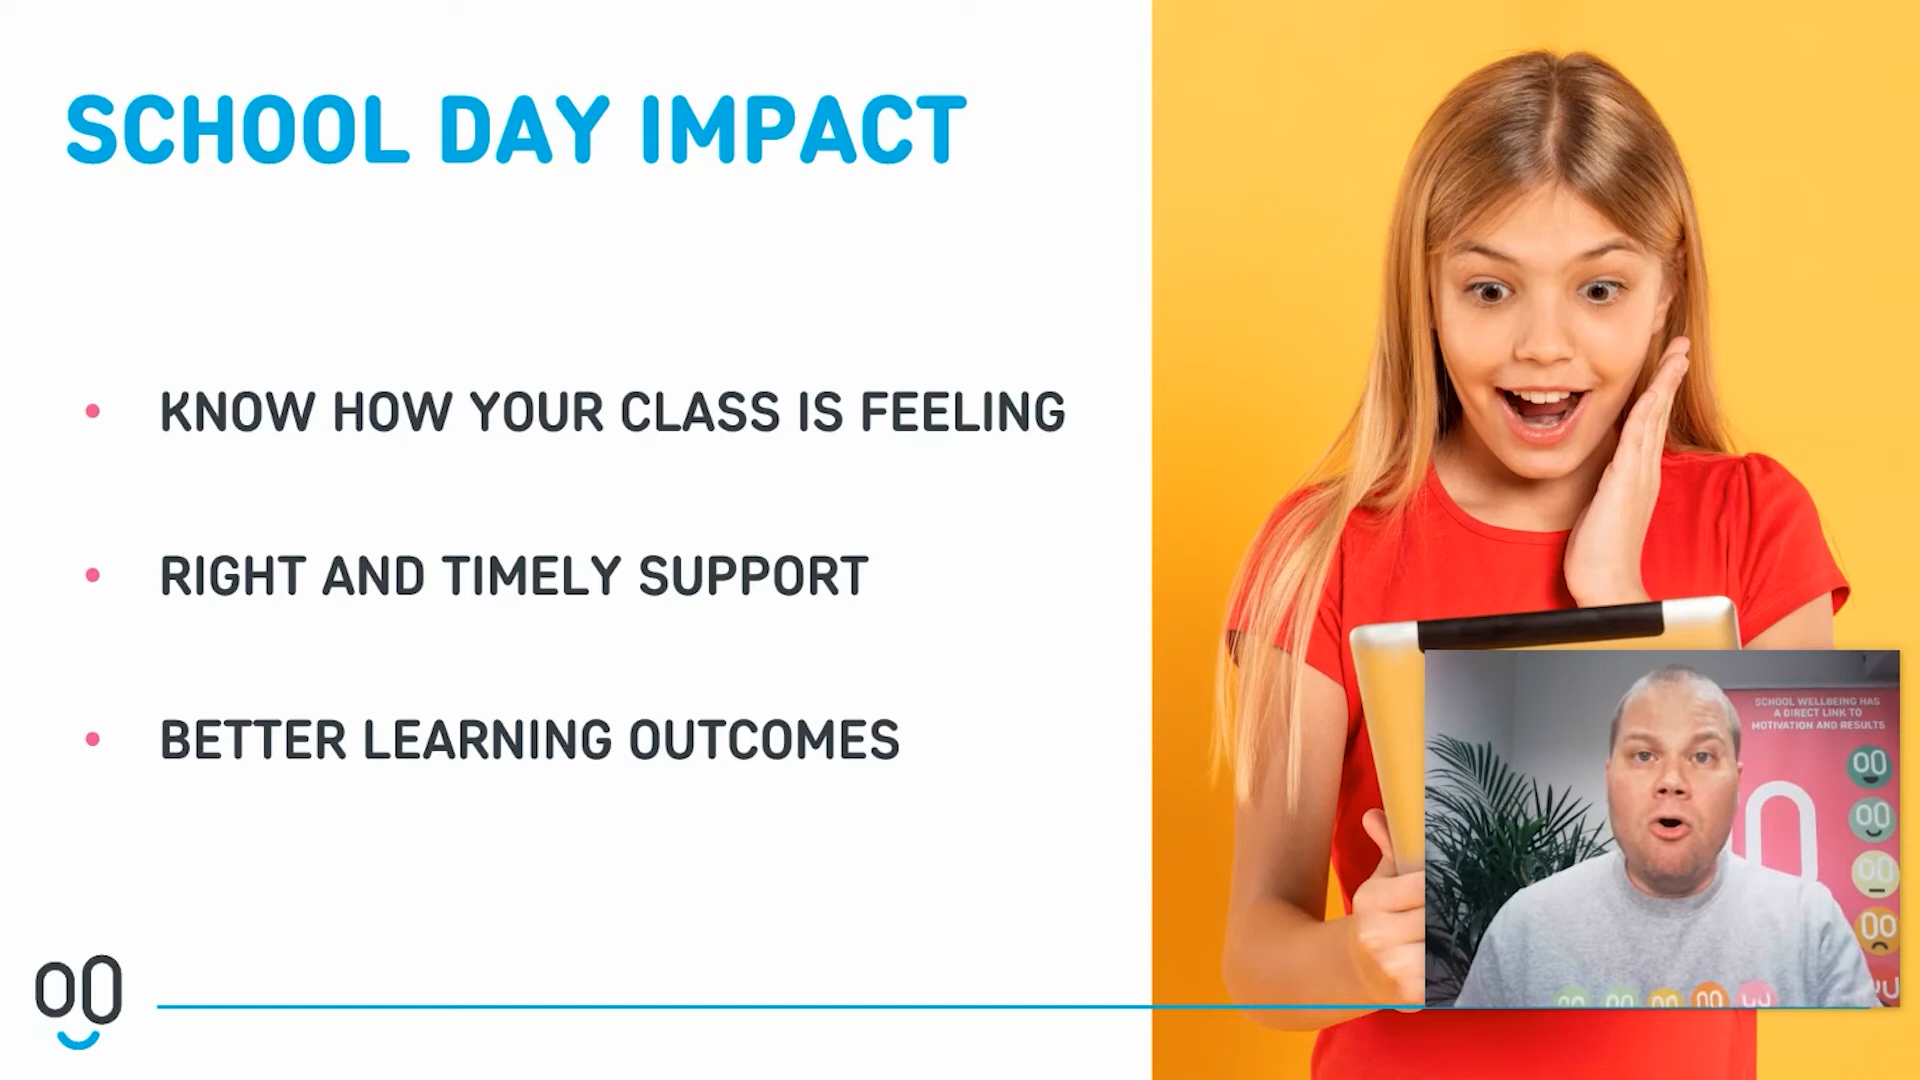 SCHOOL DAY IMPACT
• KNOW HOW YOUR CLASS IS FEELING
• RIGHT AND TIMELY SUPPORT
• BETTER LEARNING OUTCOMES
SCHOOL WELLBEING HAS
A DIRECT LINK TO
MOTIVATION AND RESULTS